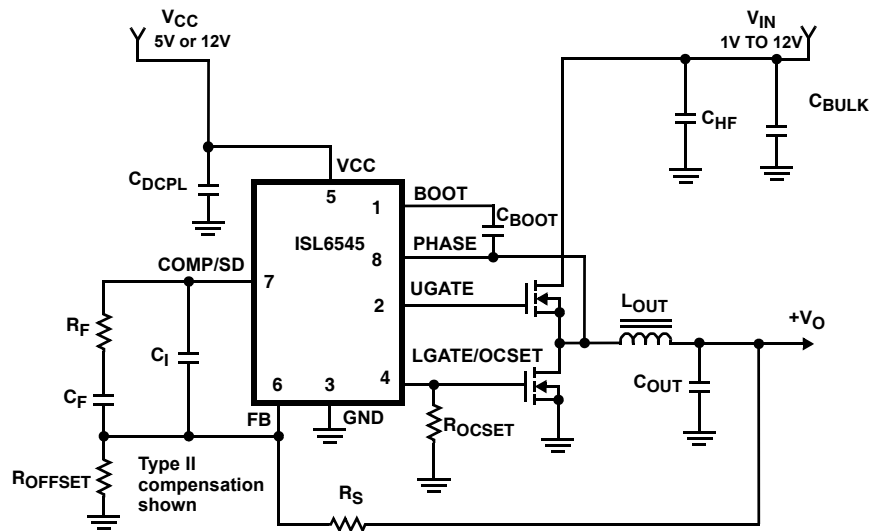 VCC
5V or 12V
VIN
1V TO 12V
CHF
CBULK
CDCPL
VCC
5
1
BOOT
CBOOT
ISL6545
8
PHASE
COMP/SD
7
2
UGATE
LOUT
+VO
RF
CI
LGATE/OCSET
4
COUT
CF
6
3
FB
GND
ROCSET
ROFFSET
Type II
compensation
shown
RS